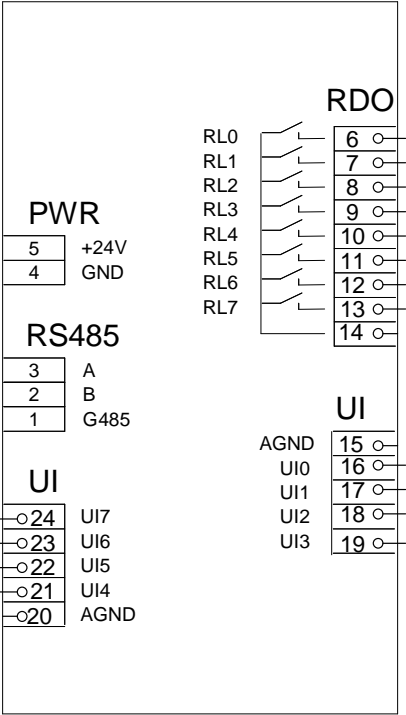 RDO
RL0 6
RL1 7
RL2 8
RL3 9
RL4 10
RL5 11
RL6 12
RL7 13
14
PWR
5 +24V
4 GND
RS485
3 A
2 B
1 G485
UI
AGND 15
UI0 16
UI1 17
UI2 18
UI3 19
UI
24 UI7
23 UI6
22 UI5
21 UI4
20 AGND